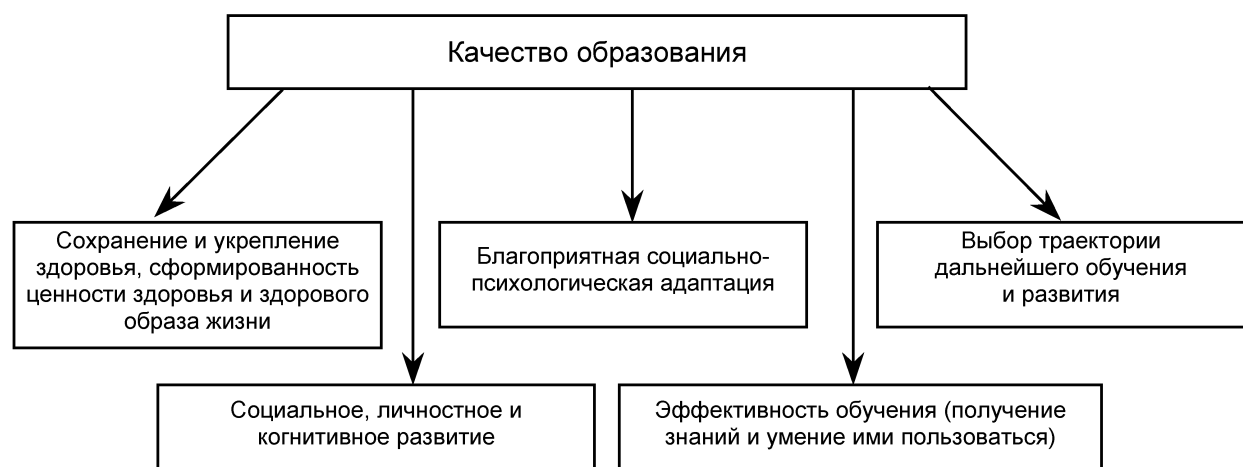 Качество образования
Сохранение и укрепление
здоровья, сформированность
ценности здоровья и здорового
образа жизни
Благоприятная социально-
психологическая адаптация
Выбор траектории
дальнейшего обучения
и развития
Социальное, личностное и
когнитивное развитие
Эффективность обучения (получение
знаний и умение ими пользоваться)